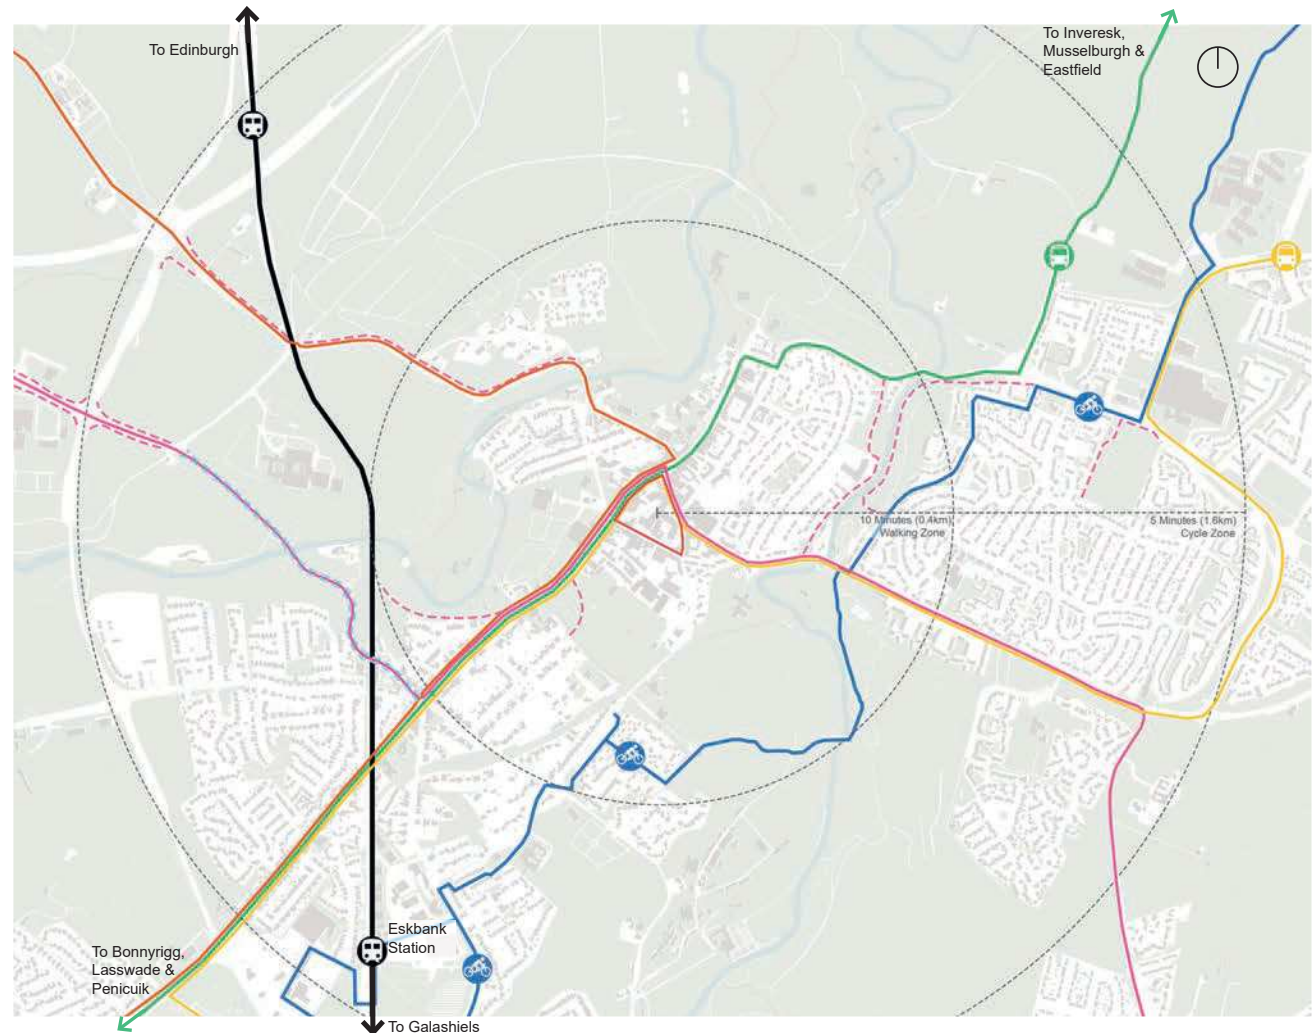 To Edinburgh
To Inveresk,
Musselburgh &
Eastfield
10 Minutes (0.4km)
Walking Zone
5 Minutes (1.6km)
Cycle Zone
Eskbank
Station
To Bonnyrigg,
Lasswade &
Penicuik
To Galashiels